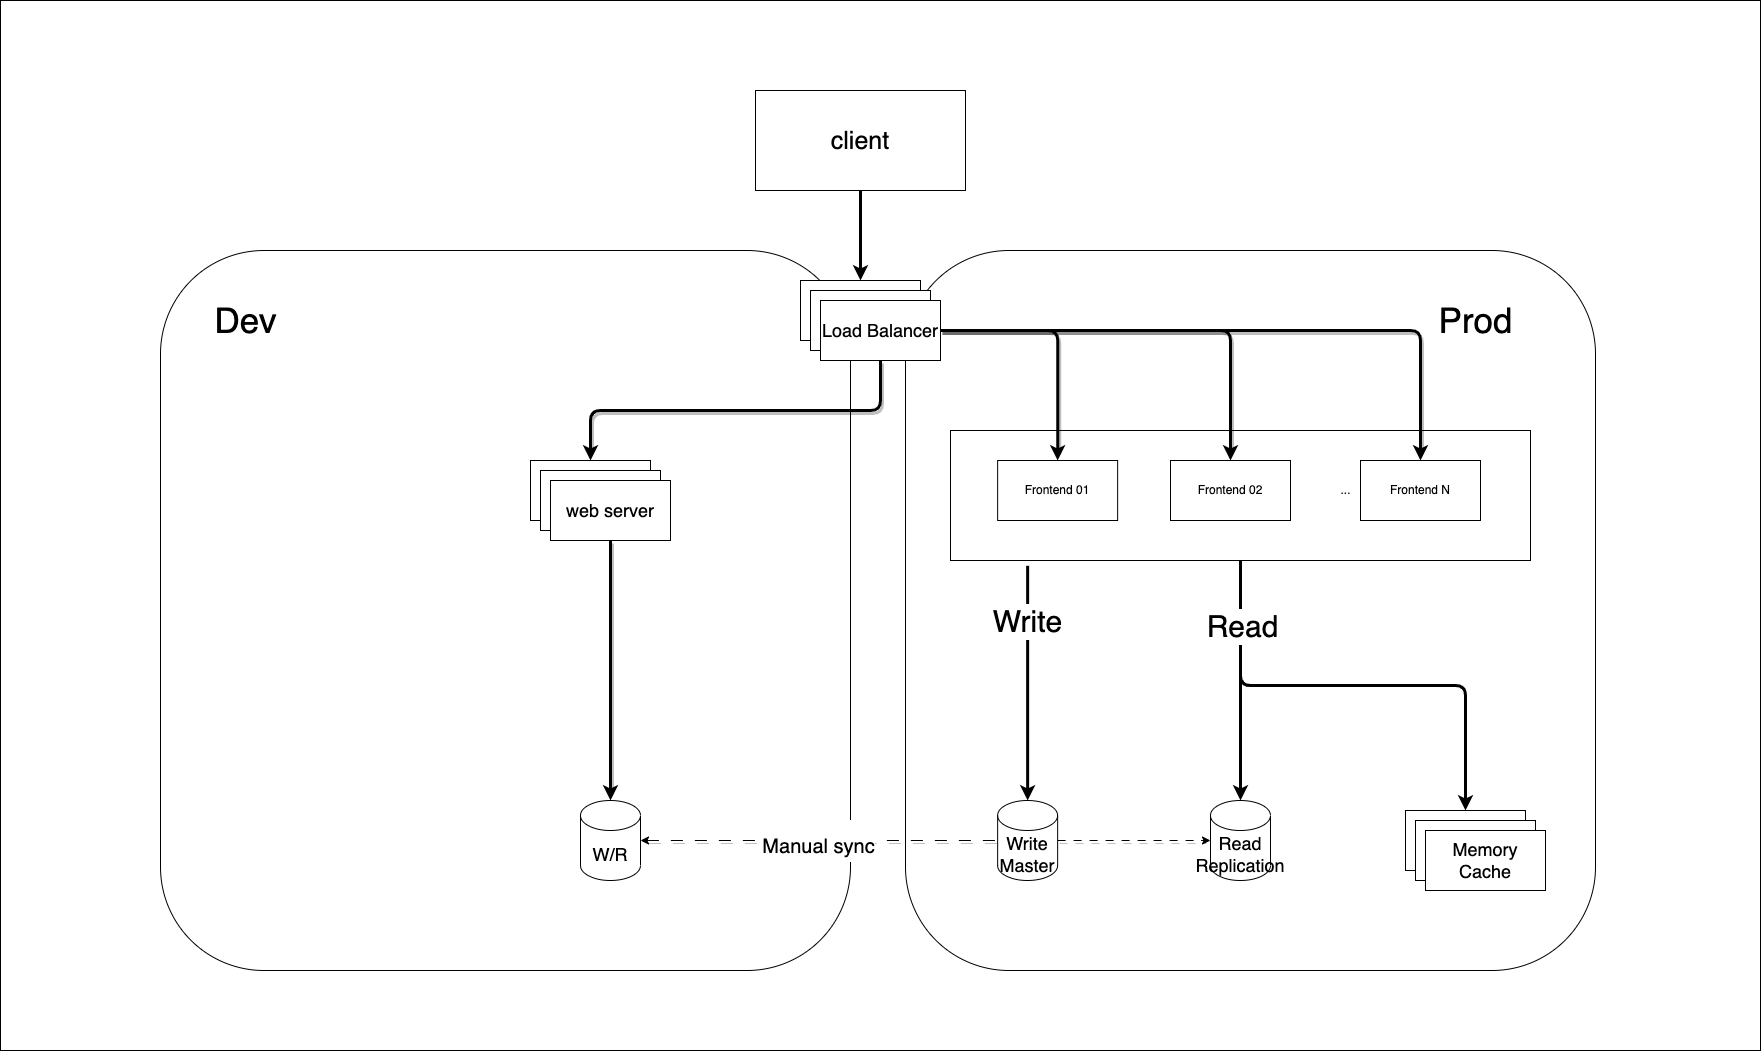 client
Dev
Load Balancer
Prod
web server
Frontend 01
Frontend 02
...
Frontend N
Write
Read
W/R
Manual sync
Write
Master
Read
Replication
Memory
Cache